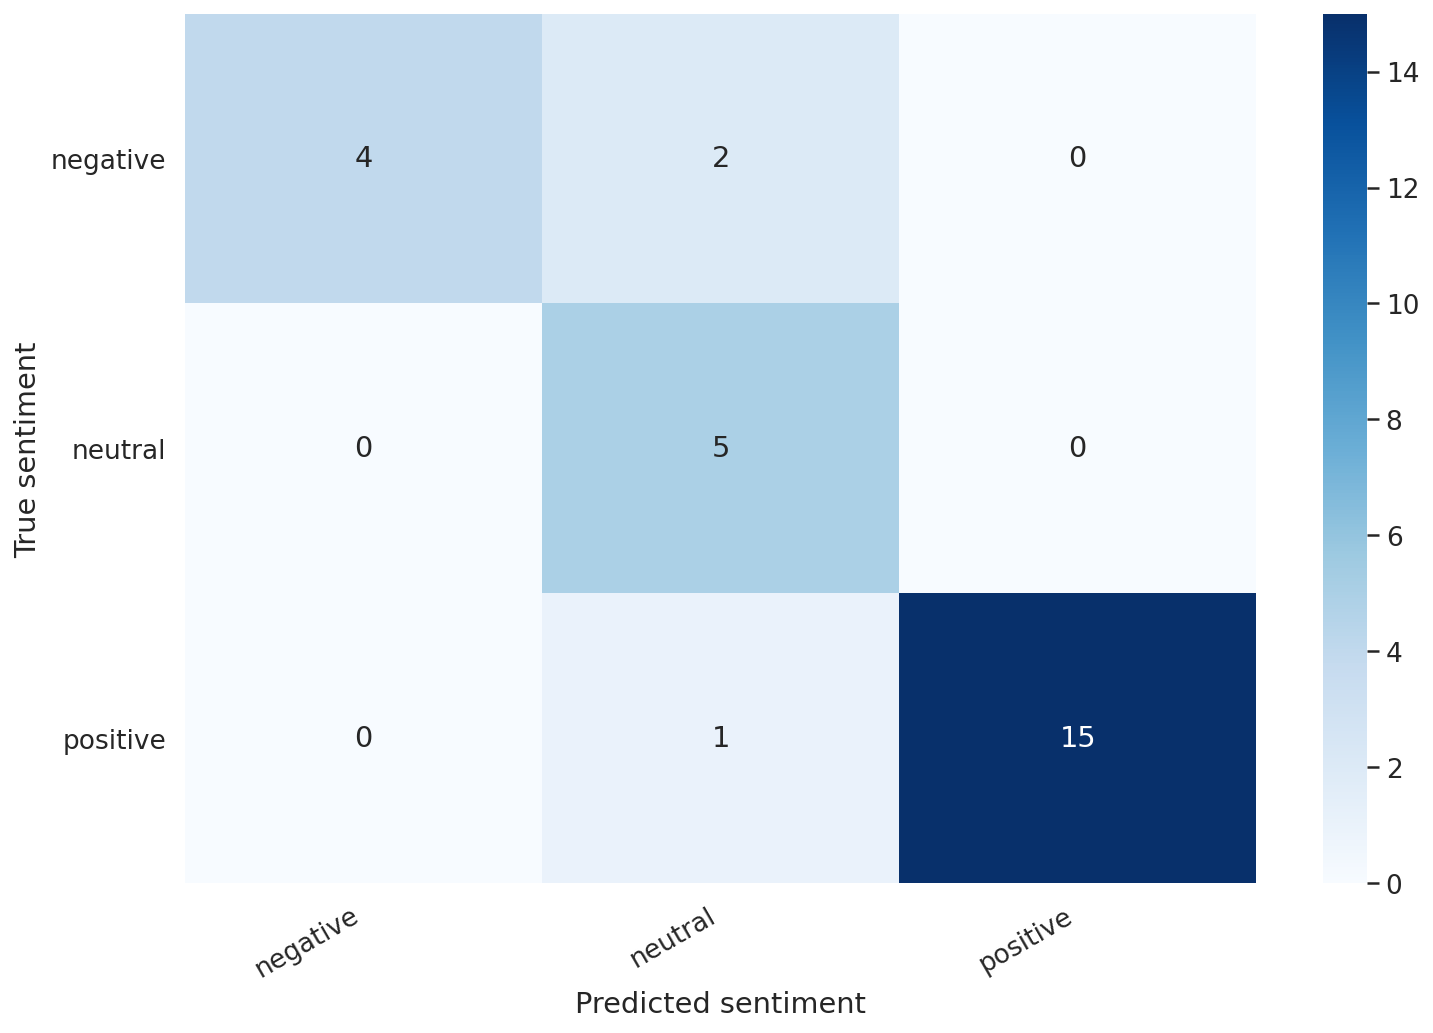 negative 4 2 0 14
12
10
True sentiment
neutral 0 5 0 8
6
4
positive 0 1 15 2
0
negative neutral positive
Predicted sentiment